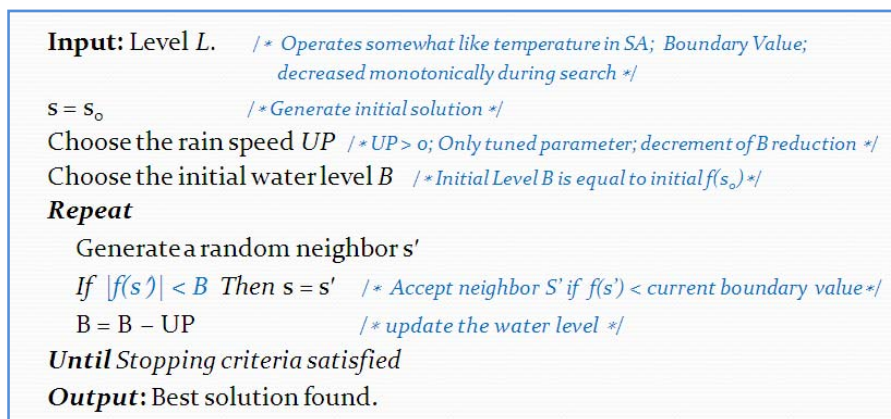 Input: Level L. /* Operates somewhat like temperature in SA; Boundary Value;
decreased monotonically during search */
s = s₀ /* Generate initial solution */
Choose the rain speed UP /* UP > 0; Only tuned parameter; decrement of B reduction */
Choose the initial water level B /* Initial Level B is equal to initial f(s₀) */
Repeat
Generate a random neighbor s'
If |f(s')| < B Then s = s' /* Accept neighbor S' if f(s') < current boundary value */
B = B – UP /* update the water level */
Until Stopping criteria satisfied
Output: Best solution found.